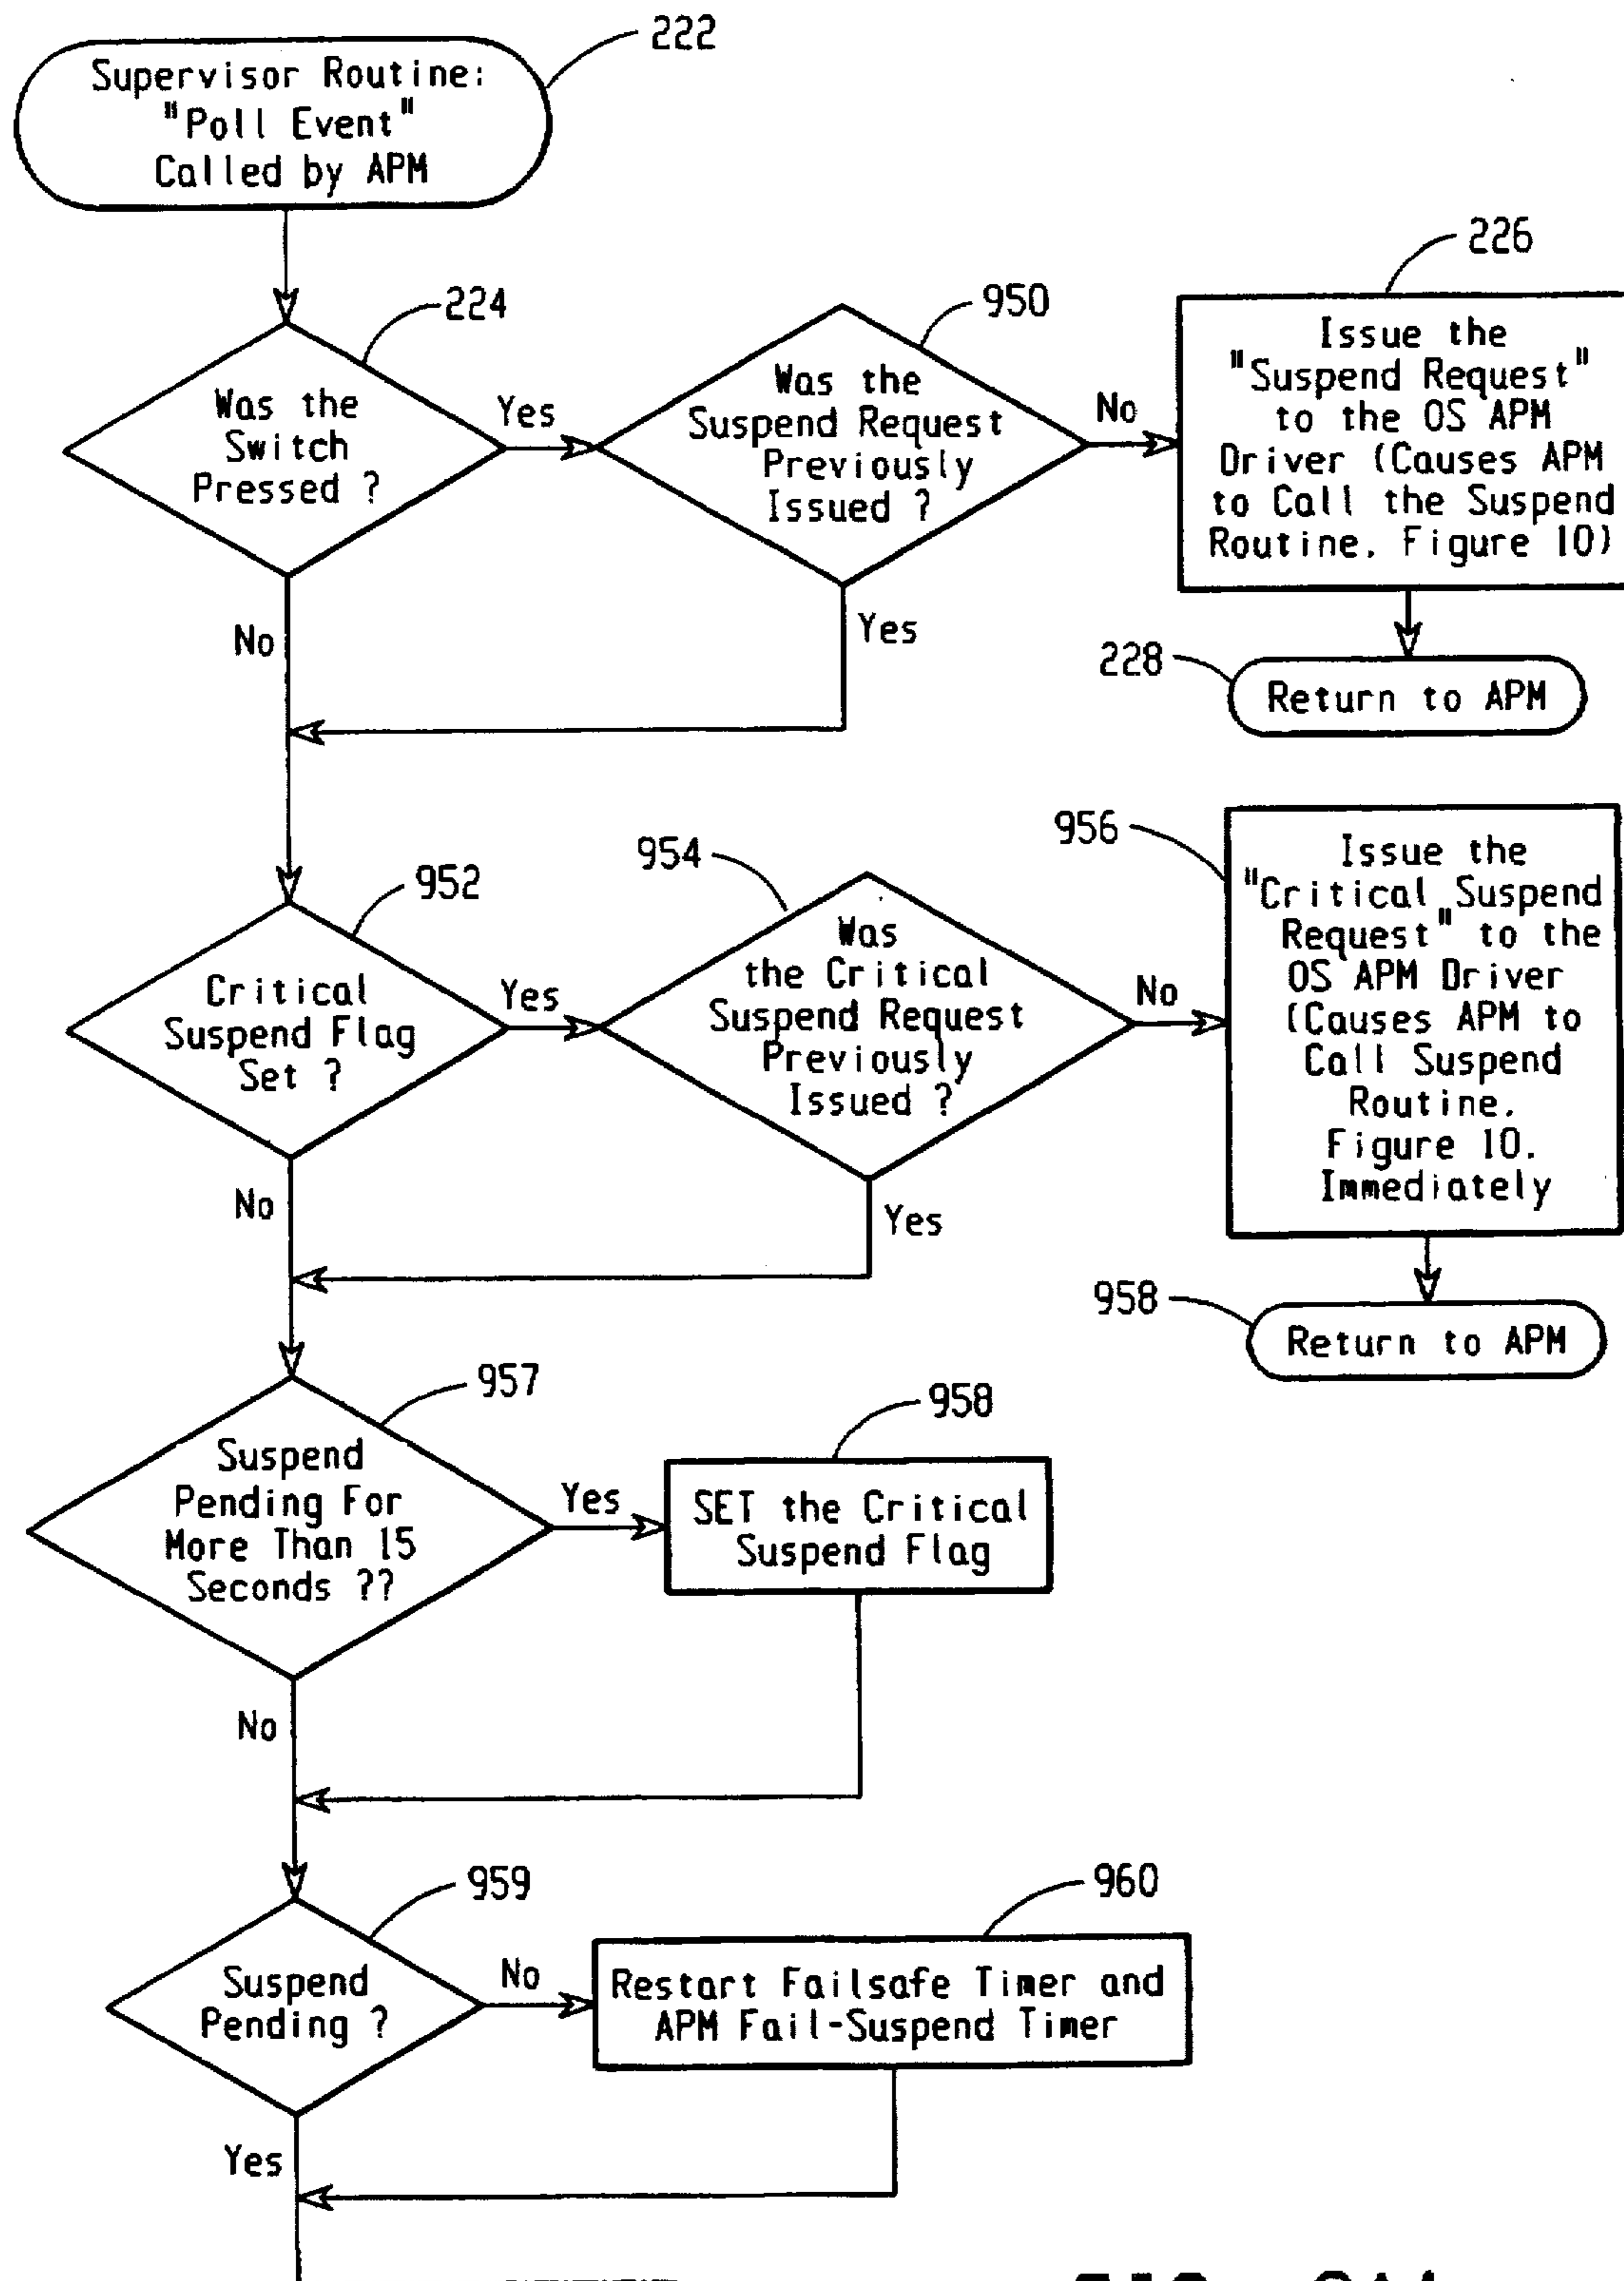 222
Supervisor Routine:
"Poll Event"
Called by APM
224
Was the
Switch
Pressed ?
Yes
No
950
Was the
Suspend Request
Previously
Issued ?
No
Yes
226
Issue the
"Suspend Request"
to the OS APM
Driver (Causes APM
to Call the Suspend
Routine. Figure 10)
228
Return to APM
952
Critical
Suspend Flag
Set ?
Yes
No
954
Was
the Critical
Suspend Request
Previously
Issued ?
No
Yes
956
Issue the
"Critical Suspend
Request" to the
OS APM Driver
(Causes APM to
Call Suspend
Routine.
Figure 10.
Immediately
958
Return to APM
957
Suspend
Pending For
More Than 15
Seconds ??
Yes
No
958
SET the Critical
Suspend Flag
959
Suspend
Pending ?
No
Yes
960
Restart Failsafe Timer and
APM Fail-Suspend Timer